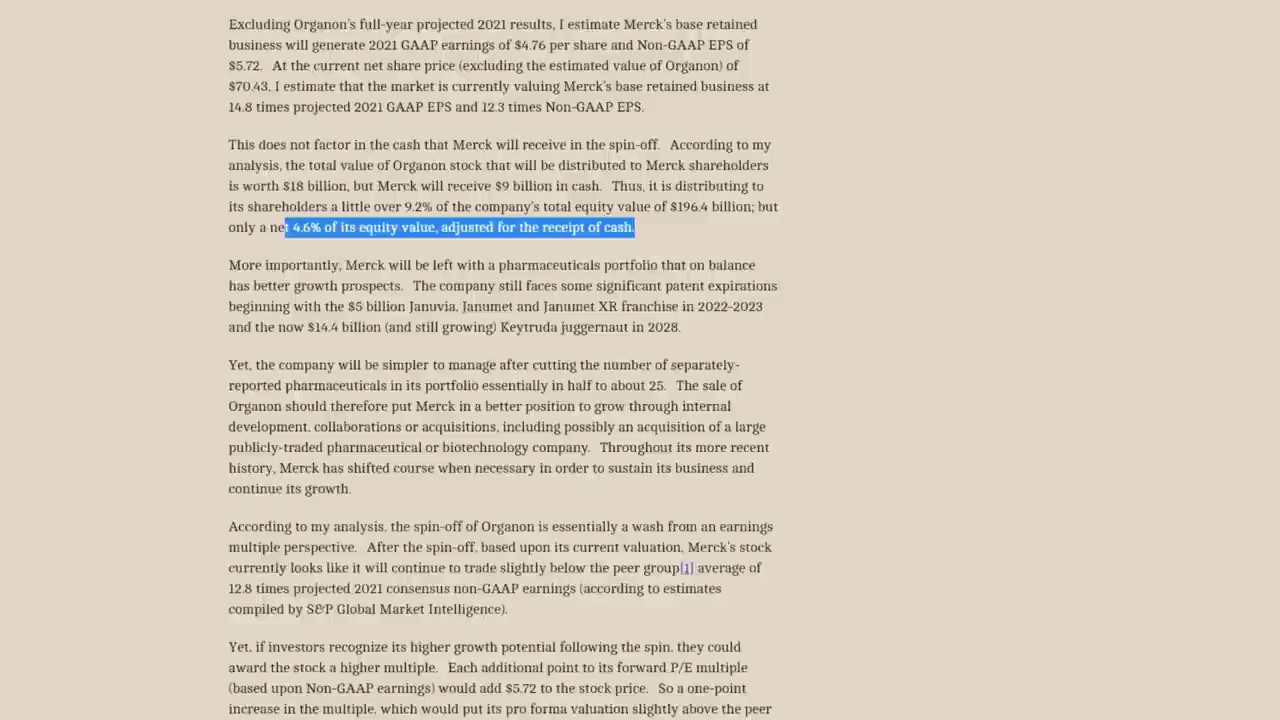 Excluding Organon's full-year projected 2021 results, I estimate Merck's base retained
business will generate 2021 GAAP earnings of $4.76 per share and Non-GAAP EPS of
$5.72. At the current net share price (excluding the estimated value of Organon) of
$70.43, I estimate that the market is currently valuing Merck's base retained business at
14.8 times projected 2021 GAAP EPS and 12.3 times Non-GAAP EPS.
This does not factor in the cash that Merck will receive in the spin-off. According to my
analysis, the total value of Organon stock that will be distributed to Merck shareholders
is worth $18 billion, but Merck will receive $9 billion in cash. Thus, it is distributing to
its shareholders a little over 9.2% of the company's total equity value of $196.4 billion; but
only a net 4.6% of its equity value, adjusted for the receipt of cash.
More importantly, Merck will be left with a pharmaceuticals portfolio that on balance
has better growth prospects. The company still faces some significant patent expirations
beginning with the $5 billion Januvia, Janumet and Janumet XR franchise in 2022-2023
and the now $14.4 billion (and still growing) Keytruda juggernaut in 2028.
Yet, the company will be simpler to manage after cutting the number of separately-
reported pharmaceuticals in its portfolio essentially in half to about 25. The sale of
Organon should therefore put Merck in a better position to grow through internal
development, collaborations or acquisitions, including possibly an acquisition of a large
publicly-traded pharmaceutical or biotechnology company. Throughout its more recent
history, Merck has shifted course when necessary in order to sustain its business and
continue its growth.
According to my analysis, the spin-off of Organon is essentially a wash from an earnings
multiple perspective. After the spin-off, based upon its current valuation, Merck's stock
currently looks like it will continue to trade slightly below the peer group[1] average of
12.8 times projected 2021 consensus non-GAAP earnings (according to estimates
compiled by S&P Global Market Intelligence).
Yet, if investors recognize its higher growth potential following the spin, they could
award the stock a higher multiple. Each additional point to its forward P/E multiple
(based upon Non-GAAP earnings) would add $5.72 to the stock price. So a one-point
increase in the multiple, which would put its pro forma valuation slightly above the peer